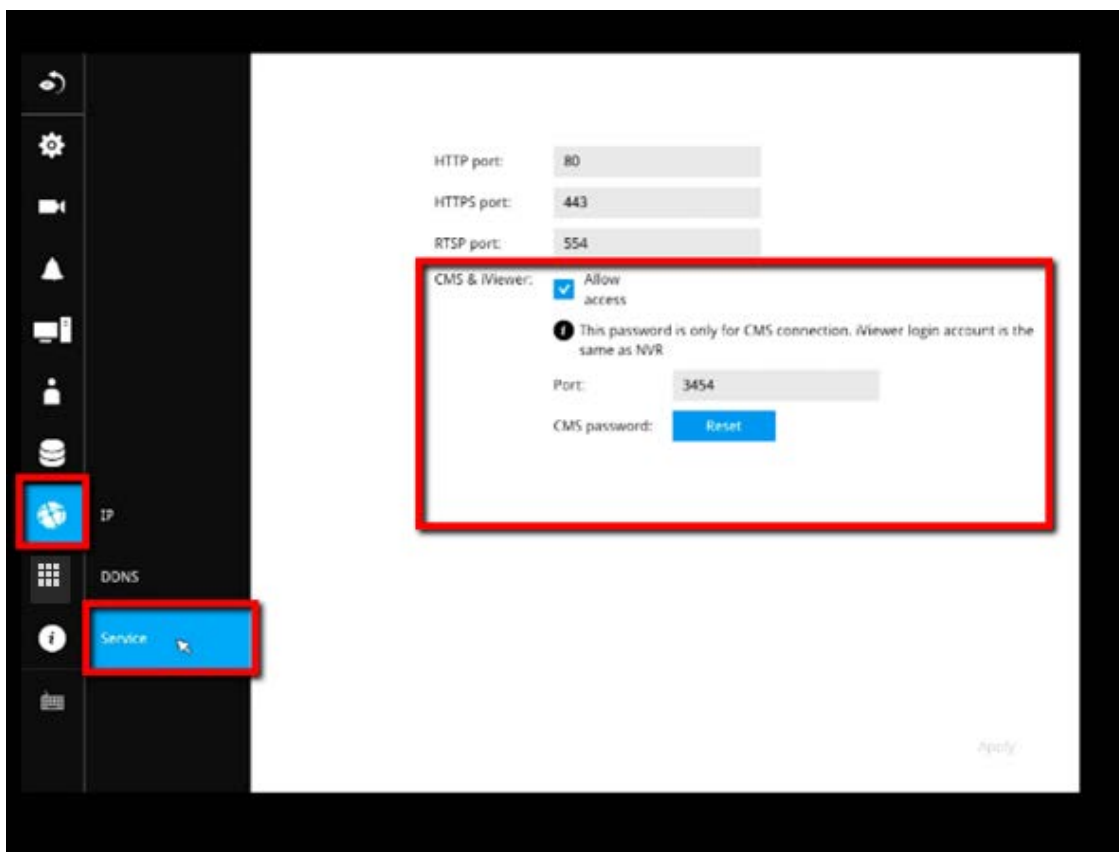 HTTP port: 80
HTTPS port: 443
RTSP port: 554
CMS & iViewer: Allow
access
This password is only for CMS connection. iViewer login account is the
same as NVR
Port: 3454
CMS password: Reset
IP
DDNS
Service
Apply